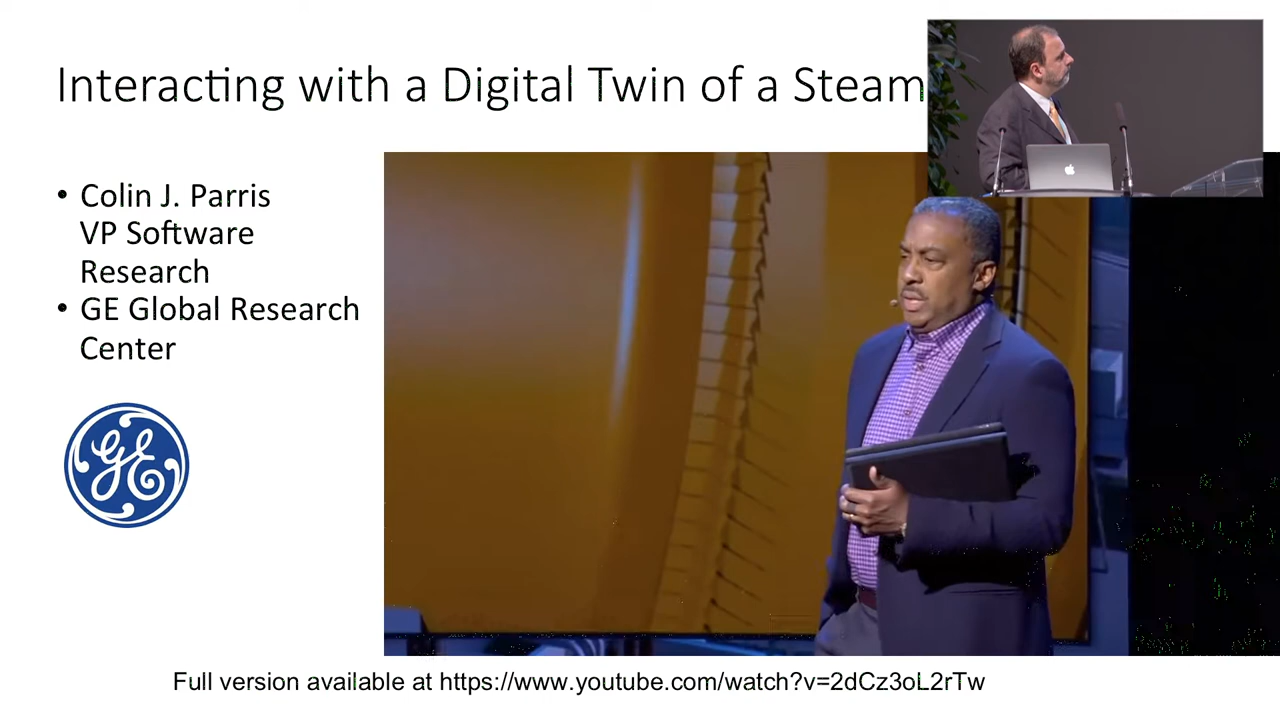 Interacting with a Digital Twin of a Steam
• Colin J. Parris
VP Software
Research
• GE Global Research
Center
GE
Full version available at https://www.youtube.com/watch?v=2dCz3oL2rTw